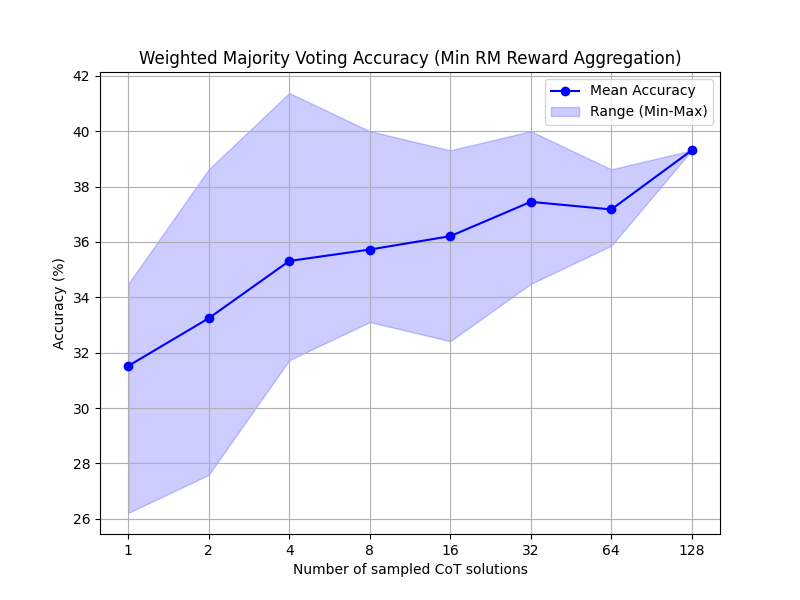 Weighted Majority Voting Accuracy (Min RM Reward Aggregation)
Mean Accuracy
Range (Min-Max)
Accuracy (%)
42
40
38
36
34
32
30
28
26
1 2 4 8 16 32 64 128
Number of sampled CoT solutions